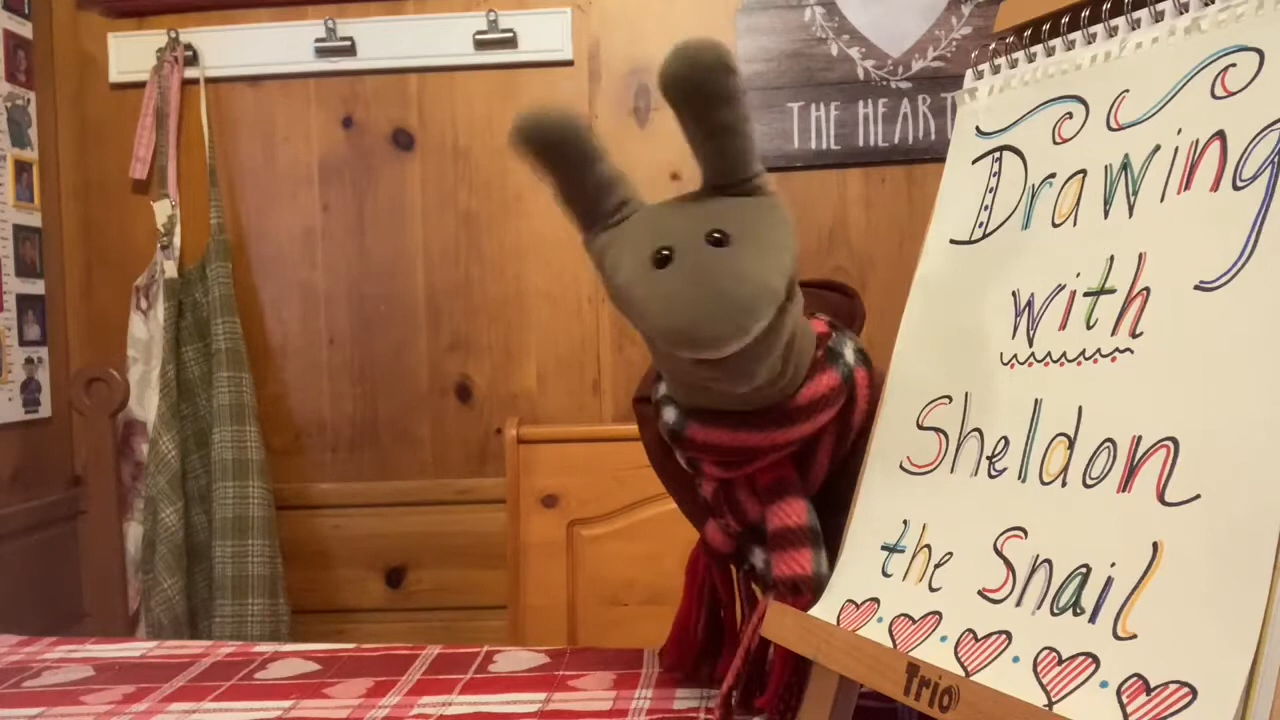 THE HEART
Drawing
with
Sheldon
the Snail
Trio